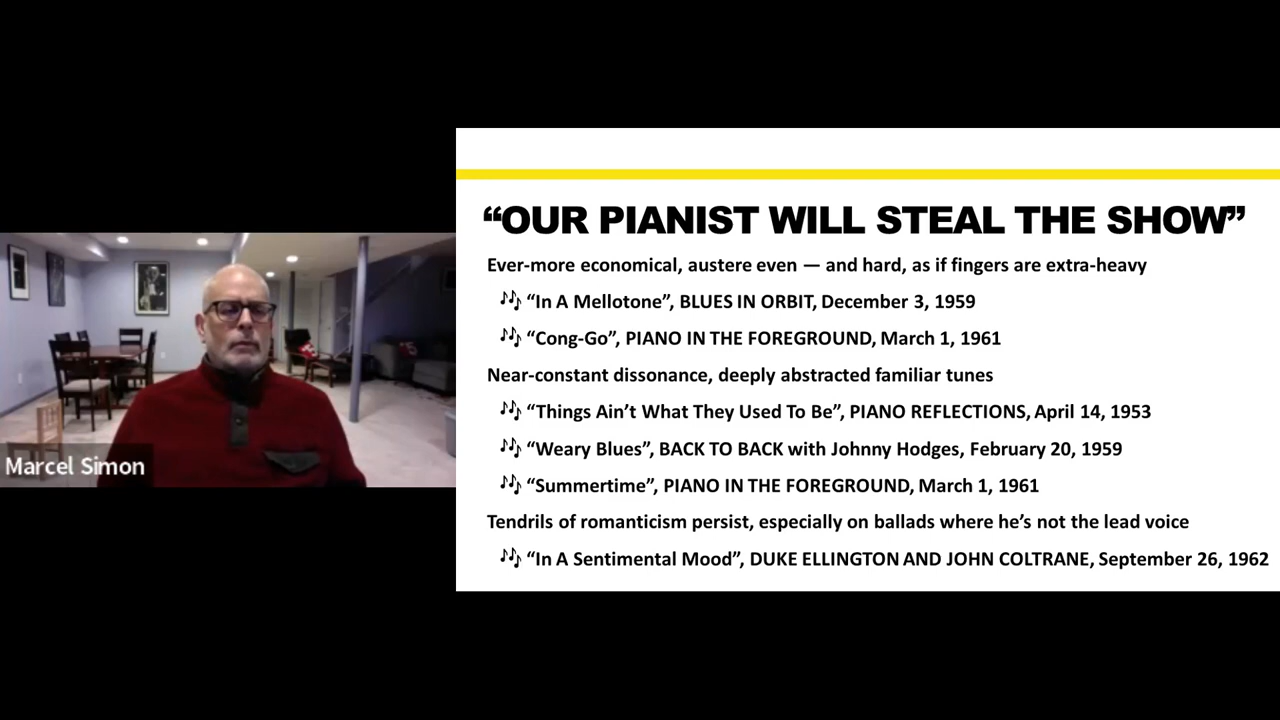 “OUR PIANIST WILL STEAL THE SHOW”
Ever-more economical, austere even — and hard, as if fingers are extra-heavy
“In A Mellotone”, BLUES IN ORBIT, December 3, 1959
“Cong-Go”, PIANO IN THE FOREGROUND, March 1, 1961
Near-constant dissonance, deeply abstracted familiar tunes
“Things Ain’t What They Used To Be”, PIANO REFLECTIONS, April 14, 1953
“Weary Blues”, BACK TO BACK with Johnny Hodges, February 20, 1959
“Summertime”, PIANO IN THE FOREGROUND, March 1, 1961
Tendrils of romanticism persist, especially on ballads where he’s not the lead voice
“In A Sentimental Mood”, DUKE ELLINGTON AND JOHN COLTRANE, September 26, 1962
Marcel Simon